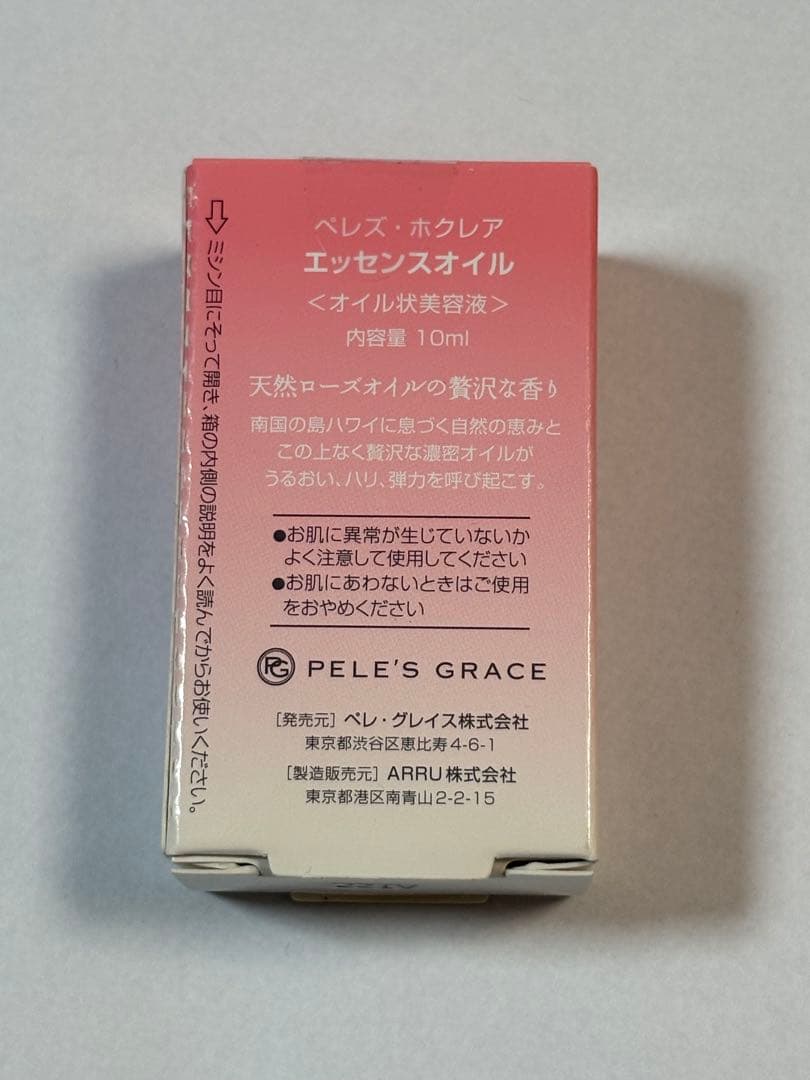 ペレズ・ホクレア
エッセンスオイル
＜オイル状美容液＞
内容量 10ml
天然ローズオイルの贅沢な香り
南国の島ハワイに息づく自然の恵みと
この上なく贅沢な濃密オイルが
うるおい、ハリ、弾力を呼び起こす。
●お肌に異常が生じていないか
よく注意して使用してください
●お肌にあわないときはご使用
をおやめください
PG PELE'S GRACE
［発売元］ペレ・グレイス株式会社
東京都渋谷区恵比寿4-6-1
［製造販売元］ARRU株式会社
東京都港区南青山2-2-15
⇨ミシン目にそって開き、箱の内側の説明をよく読んでからお使いください。